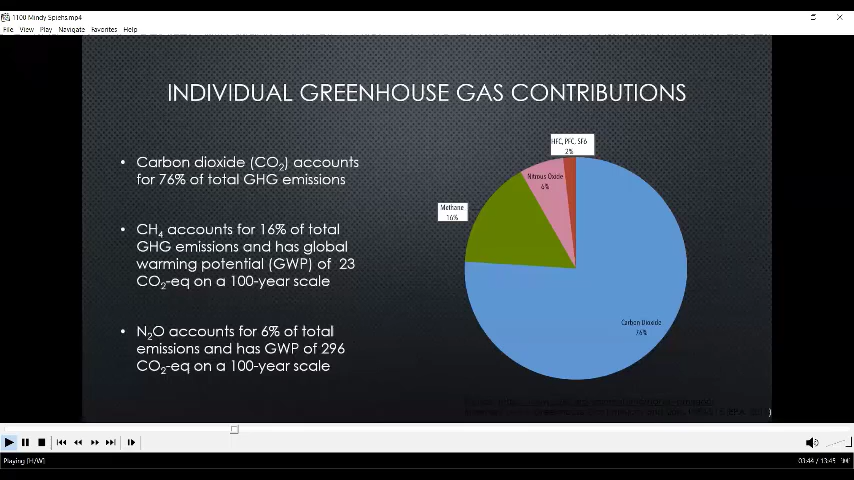 1100 Mindy Spiehs.mp4
File View Play Navigate Favorites Help
INDIVIDUAL GREENHOUSE GAS CONTRIBUTIONS
• Carbon dioxide (CO₂) accounts
for 76% of total GHG emissions
• CH₄ accounts for 16% of total
GHG emissions and has global
warming potential (GWP) of 23
CO₂-eq on a 100-year scale
• N₂O accounts for 6% of total
emissions and has GWP of 296
CO₂-eq on a 100-year scale
HFC, PFC, SF6
2%
Nitrous Oxide
6%
Methane
16%
Carbon Dioxide
76%
Playing [H/W]
03:44 / 13:45